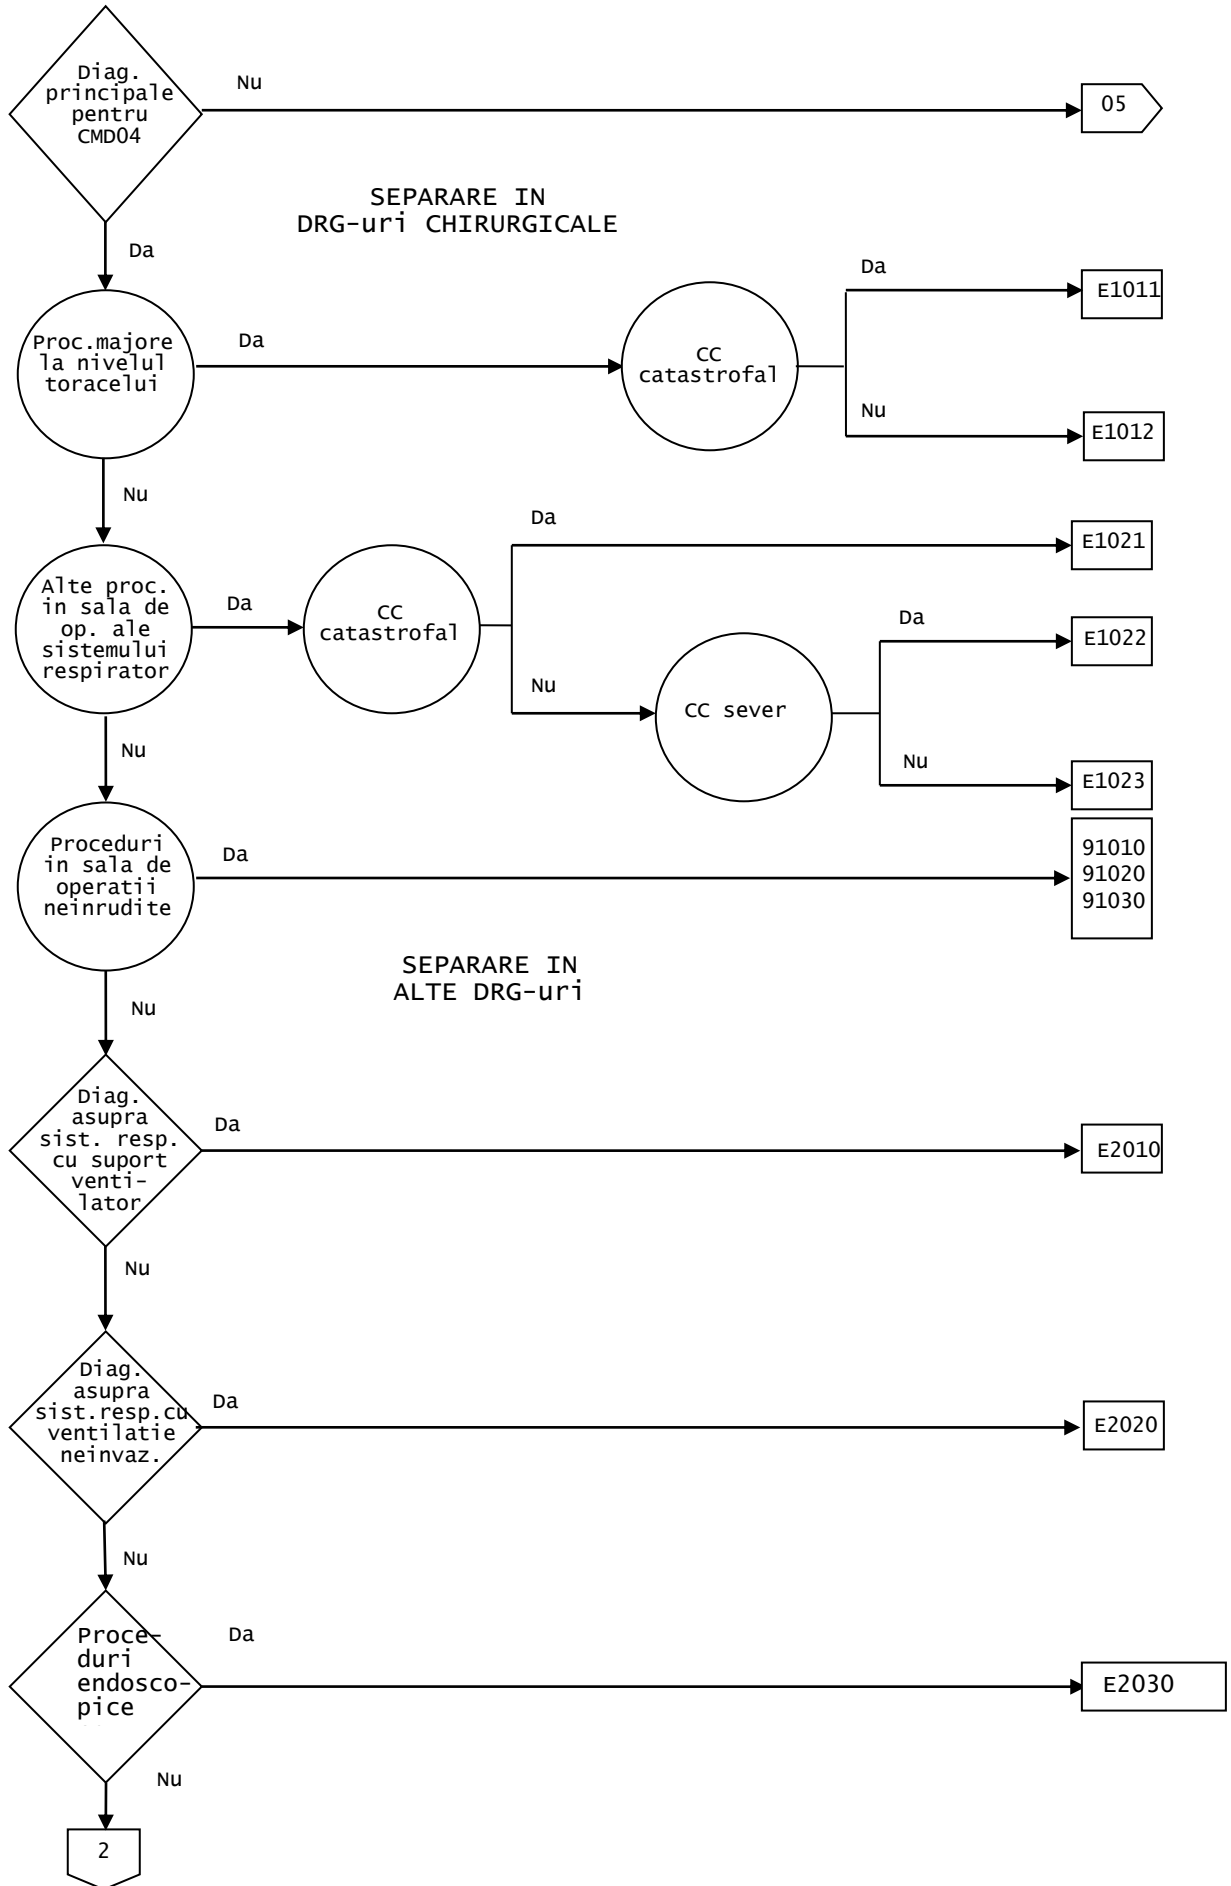 Diag.
principale
pentru
CMD04
Nu
05
SEPARARE IN
DRG-uri CHIRURGICALE
Da
Proc.majore
la nivelul
toracelui
Da
CC
catastrofal
Da
E1011
Nu
E1012
Nu
Alte proc.
in sala de
op. ale
sistemului
respirator
Da
CC
catastrofal
Da
E1021
Nu
CC sever
Da
E1022
Nu
E1023
Nu
Proceduri
in sala de
operatii
neinrudite
Da
91010
91020
91030
SEPARARE IN
ALTE DRG-uri
Nu
Diag.
asupra
sist. resp.
cu suport
venti-
lator
Da
E2010
Nu
Diag.
asupra
sist.resp.cu
ventilatie
neinvaz.
Da
E2020
Nu
Proce-
duri
endosco-
pice
Da
E2030
Nu
2